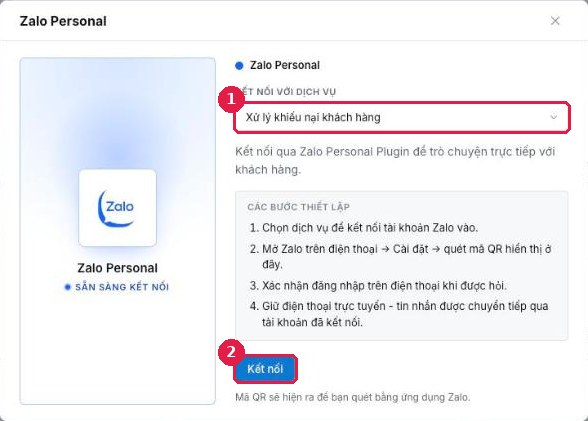 Zalo Personal
Zalo Personal
1
KẾT NỐI VỚI DỊCH VỤ
Xử lý khiếu nại khách hàng
Kết nối qua Zalo Personal Plugin để trò chuyện trực tiếp với
khách hàng.
Zalo
Zalo Personal
SẴN SÀNG KẾT NỐI
CÁC BƯỚC THIẾT LẬP
1. Chọn dịch vụ để kết nối tài khoản Zalo vào.
2. Mở Zalo trên điện thoại → Cài đặt → quét mã QR hiển thị ở
đây.
3. Xác nhận đăng nhập trên điện thoại khi được hỏi.
4. Giữ điện thoại trực tuyến - tin nhắn được chuyển tiếp qua
tài khoản đã kết nối.
2
Kết nối
Mã QR sẽ hiện ra để bạn quét bằng ứng dụng Zalo.